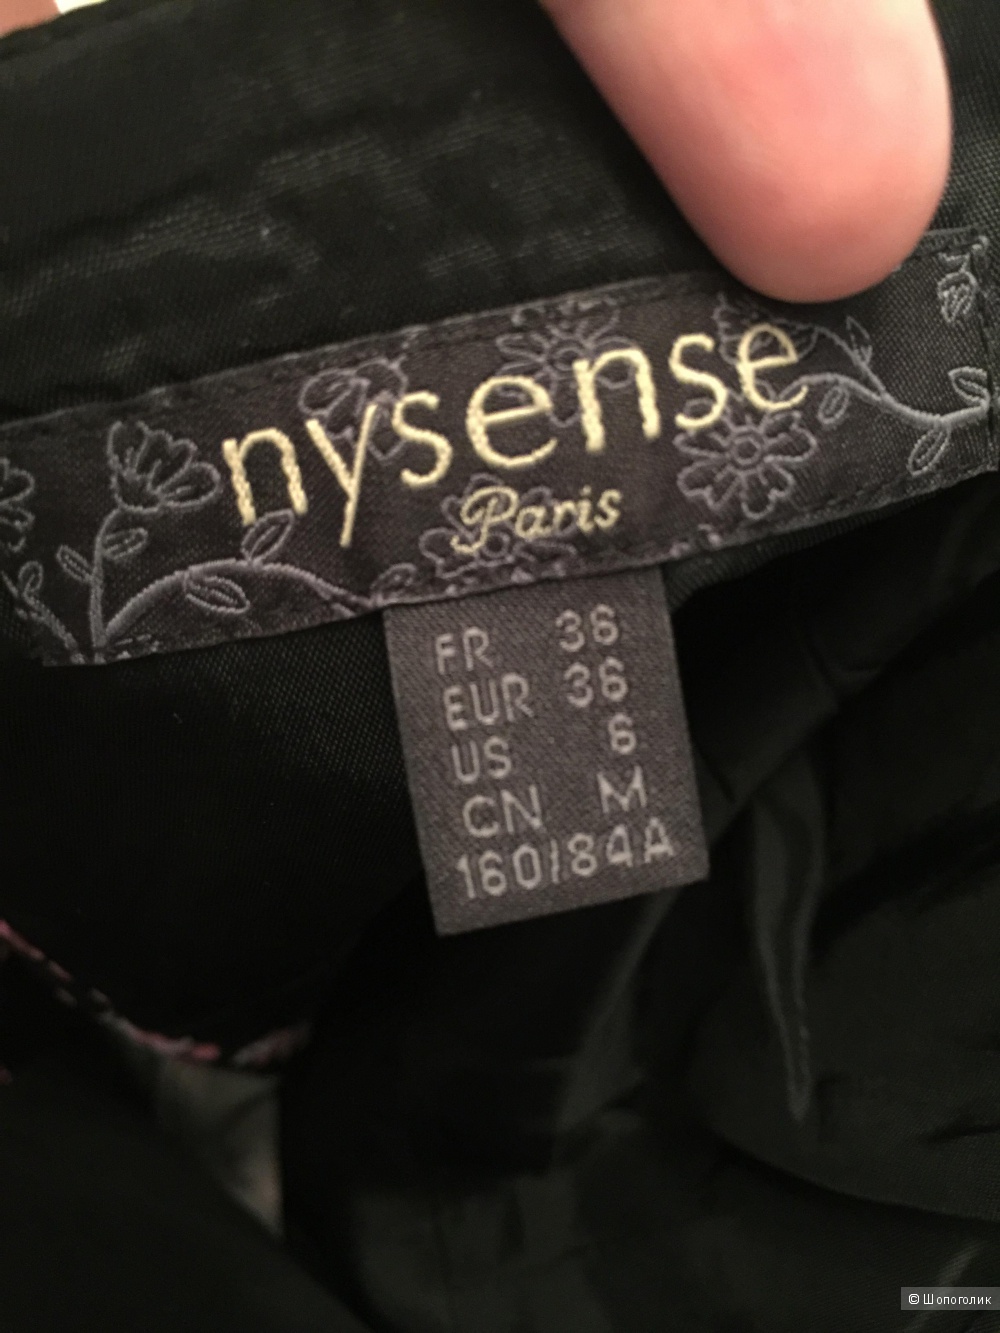 nysense
Paris
FR 36
EUR 36
US 6
CN M
160/84A
© Шопоголик